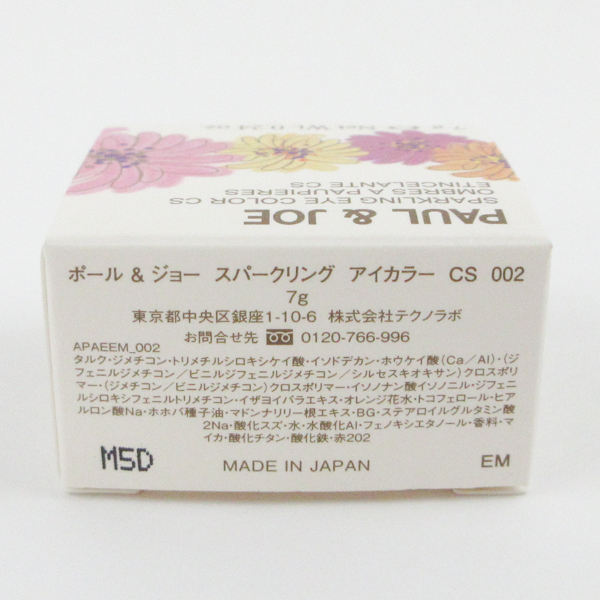 7g e Net Wt. 0.24 oz
ETINCELANTE CS
OMBRES A PAUPIERES
SPARKLING EYE COLOR CS
PAUL & JOE
ポール & ジョー スパークリング アイカラー CS 002
7g
東京都中央区銀座1-10-6 株式会社テクノラボ
お問合せ先 0120-766-996
APAEEM_002
タルク・ジメチコン・トリメチルシロキシケイ酸・イソドデカン・ホウケイ酸(Ca/Al)・(ジ
フェニルジメチコン/ビニルジフェニルジメチコン/シルセスキオキサン)クロスポリ
マー・(ジメチコン/ビニルジメチコン)クロスポリマー・イソノナン酸イソノニル・ジフェニ
ルシロキシフェニルトリメチコン・イザヨイバラエキス・オレンジ花水・トコフェロール・ヒア
ルロン酸Na・ホホバ種子油・マドンナリリー根エキス・BG・ステアロイルグルタミン酸
2Na・酸化スズ・水・水酸化Al・フェノキシエタノール・香料・マ
イカ・酸化チタン・酸化鉄・赤202
M5D
MADE IN JAPAN
EM